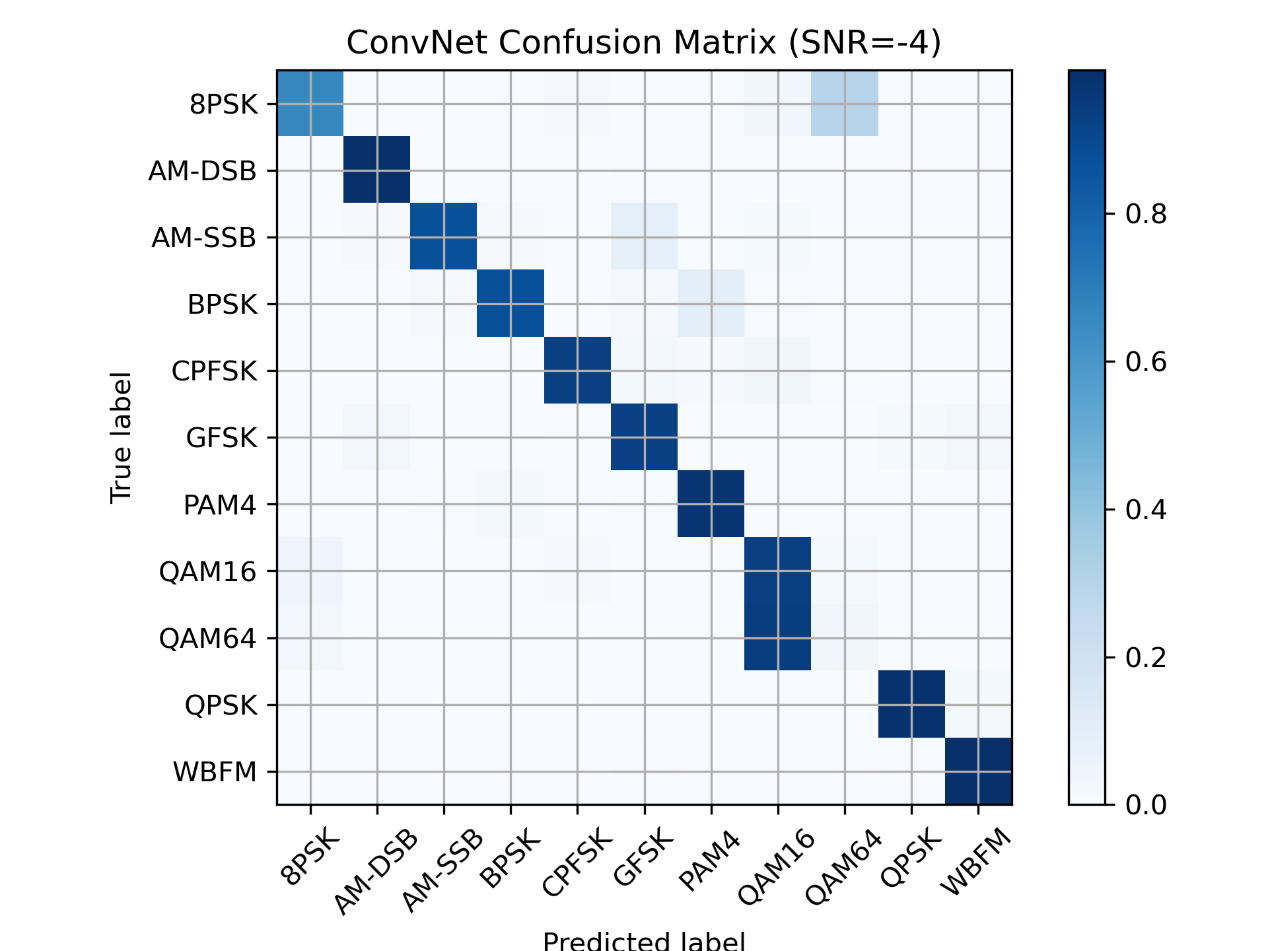 ConvNet Confusion Matrix (SNR=-4)
8PSK
AM-DSB
AM-SSB
BPSK
CPFSK
GFSK
PAM4
QAM16
QAM64
QPSK
WBFM
True label
8PSK
AM-DSB
AM-SSB
BPSK
CPFSK
GFSK
PAM4
QAM16
QAM64
QPSK
WBFM
Predicted label
0.8
0.6
0.4
0.2
0.0